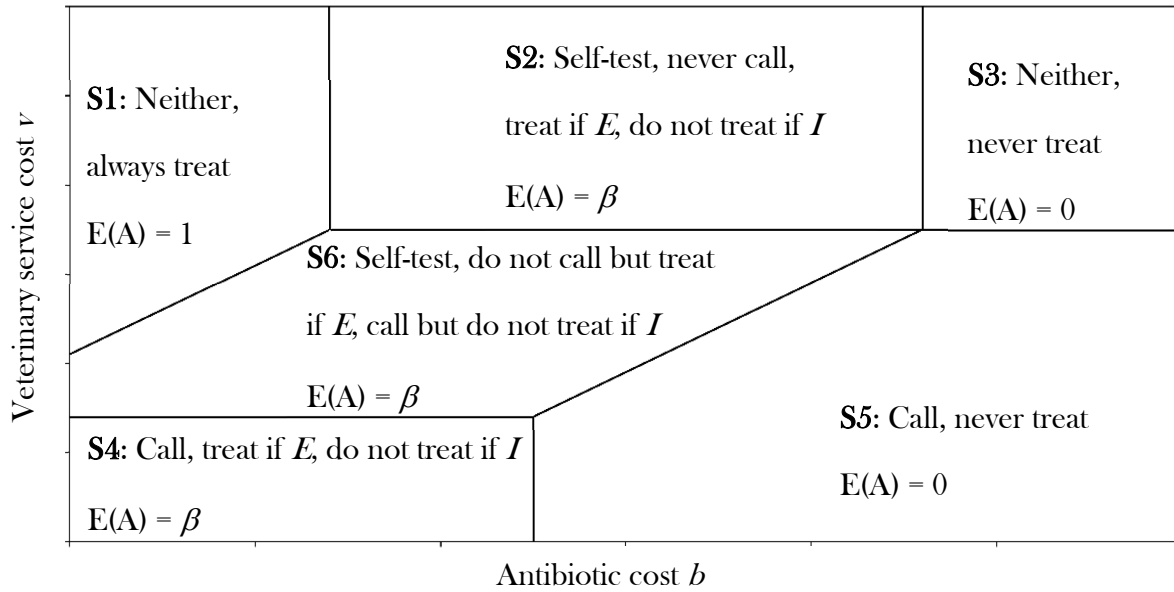 Veterinary service cost v
S1: Neither,
always treat
E(A) = 1
S2: Self-test, never call,
treat if E, do not treat if I
E(A) = β
S3: Neither,
never treat
E(A) = 0
S6: Self-test, do not call but treat
if E, call but do not treat if I
E(A) = β
S4: Call, treat if E, do not treat if I
E(A) = β
S5: Call, never treat
E(A) = 0
Antibiotic cost b